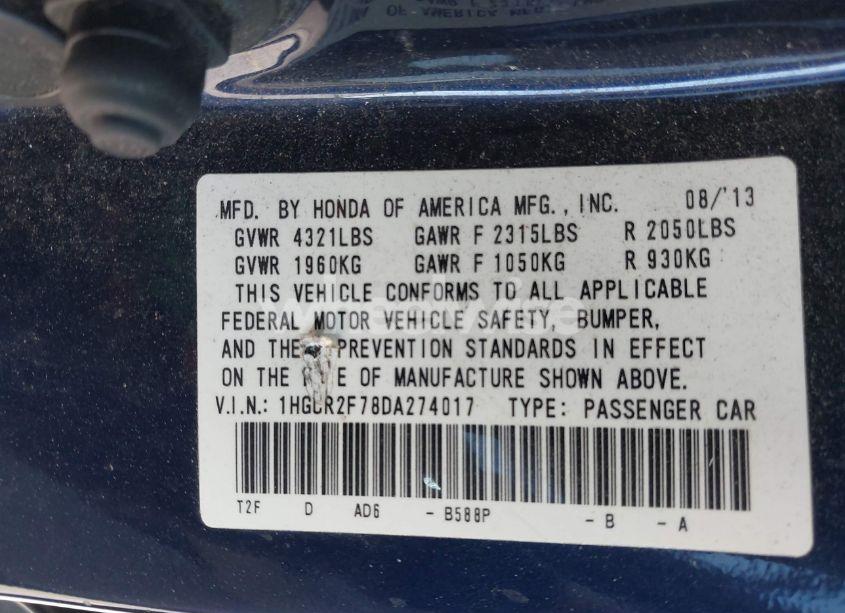 MFD. BY HONDA OF AMERICA MFG., INC. 08/'13
GVWR 4321LBS GAWR F 2315LBS R 2050LBS
GVWR 1960KG GAWR F 1050KG R 930KG
THIS VEHICLE CONFORMS TO ALL APPLICABLE
FEDERAL MOTOR VEHICLE SAFETY, BUMPER,
AND PREVENTION STANDARDS IN EFFECT
ON THE OF MANUFACTURE SHOWN ABOVE.
V.I.N.: 1HGCR2F78DA274017 TYPE: PASSENGER CAR
T2F D AD6 - B588P - B - A